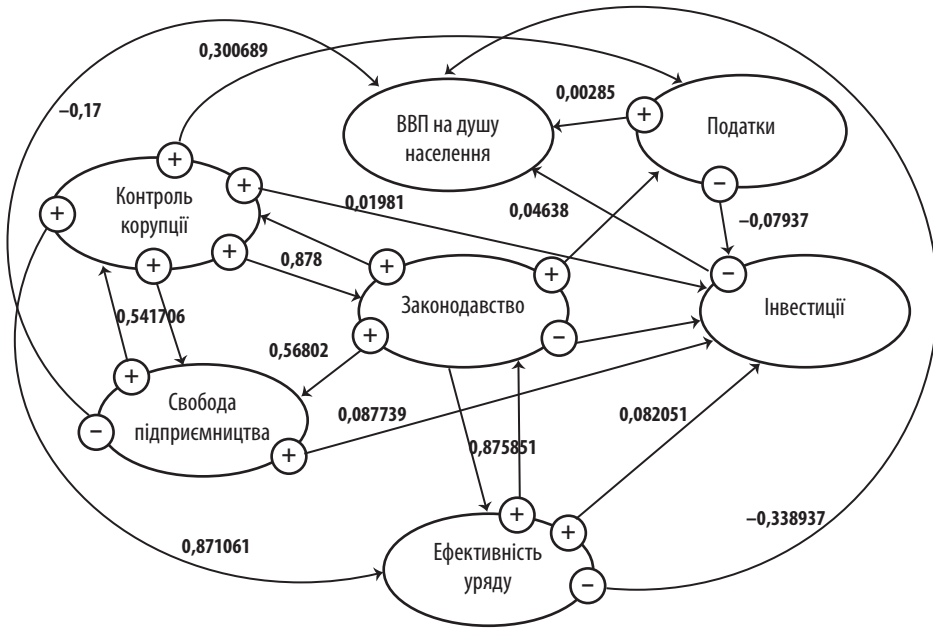 0,300689
−0,17
0,00285
ВВП на душу
населення
Податки
+
+
+
−
Контроль
корупції
+
0,01981
0,04638
−0,07937
+
+
0,878
+
+
−
Законодавство
Інвестиції
0,541706
+
−
0,56802
+
Свобода
підприємництва
−
+
0,087739
0,082051
0,875851
+
+
−0,338937
0,871061
Ефективність
уряду
−